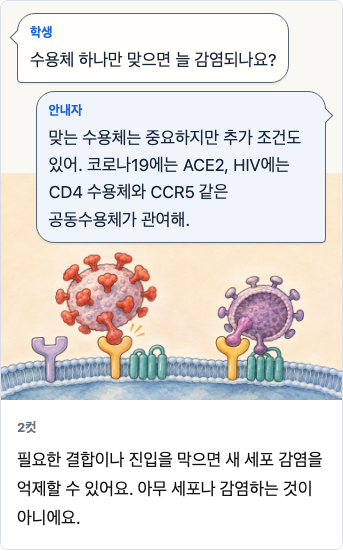 학생
수용체 하나만 맞으면 늘 감염되나요?
안내자
맞는 수용체는 중요하지만 추가 조건도
있어. 코로나19에는 ACE2, HIV에는
CD4 수용체와 CCR5 같은
공동수용체가 관여해.
2컷
필요한 결합이나 진입을 막으면 새 세포 감염을
억제할 수 있어요. 아무 세포나 감염하는 것이
아니에요.